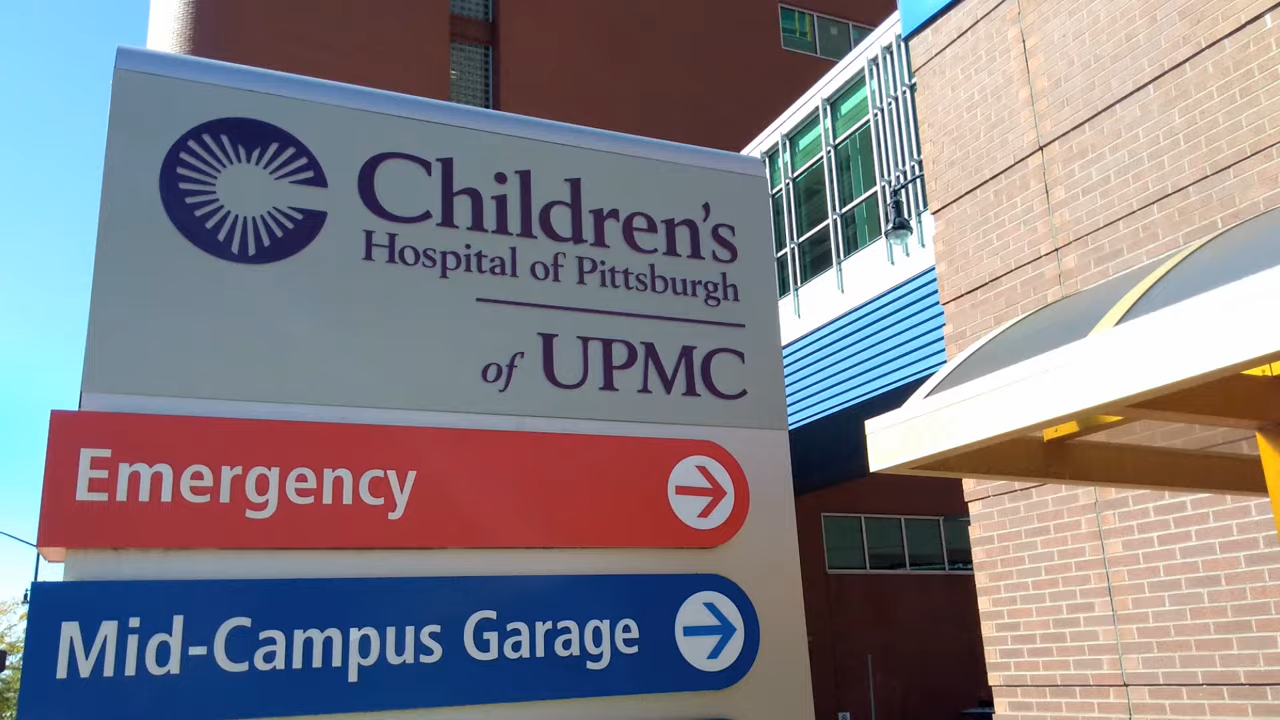 Children's
Hospital of Pittsburgh
of UPMC
Emergency
Mid-Campus Garage